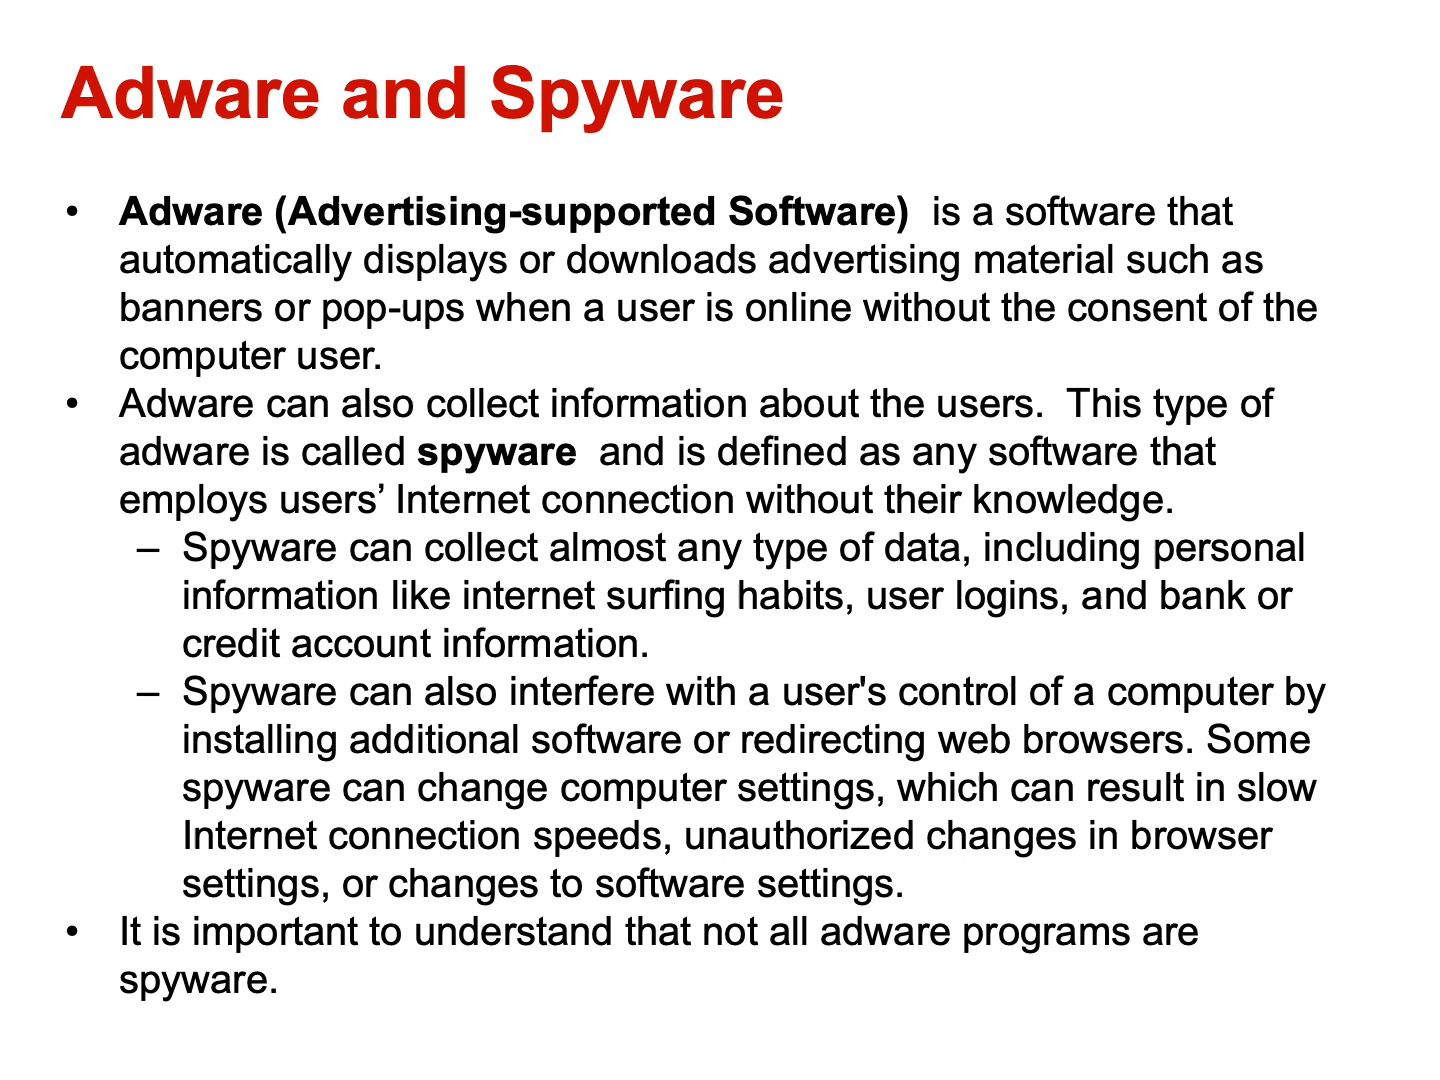 Adware and Spyware
• Adware (Advertising-supported Software)  is a software that
automatically displays or downloads advertising material such as
banners or pop-ups when a user is online without the consent of the
computer user.
• Adware can also collect information about the users.  This type of
adware is called spyware  and is defined as any software that
employs users’ Internet connection without their knowledge.
– Spyware can collect almost any type of data, including personal
information like internet surfing habits, user logins, and bank or
credit account information.
– Spyware can also interfere with a user's control of a computer by
installing additional software or redirecting web browsers. Some
spyware can change computer settings, which can result in slow
Internet connection speeds, unauthorized changes in browser
settings, or changes to software settings.
• It is important to understand that not all adware programs are
spyware.